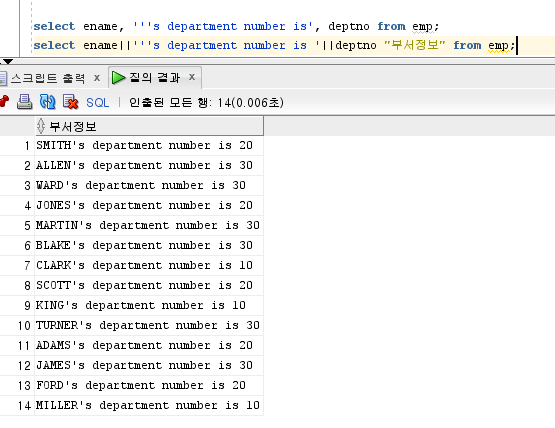 select ename, '''s department number is', deptno from emp;
select ename||'''s department number is '||deptno "부서정보" from emp;
스크립트 출력 x 질의 결과 x
SQL | 인출된 모든 행: 14(0.006초)
부서정보
1 SMITH's department number is 20
2 ALLEN's department number is 30
3 WARD's department number is 30
4 JONES's department number is 20
5 MARTIN's department number is 30
6 BLAKE's department number is 30
7 CLARK's department number is 10
8 SCOTT's department number is 20
9 KING's department number is 10
10 TURNER's department number is 30
11 ADAMS's department number is 20
12 JAMES's department number is 30
13 FORD's department number is 20
14 MILLER's department number is 10